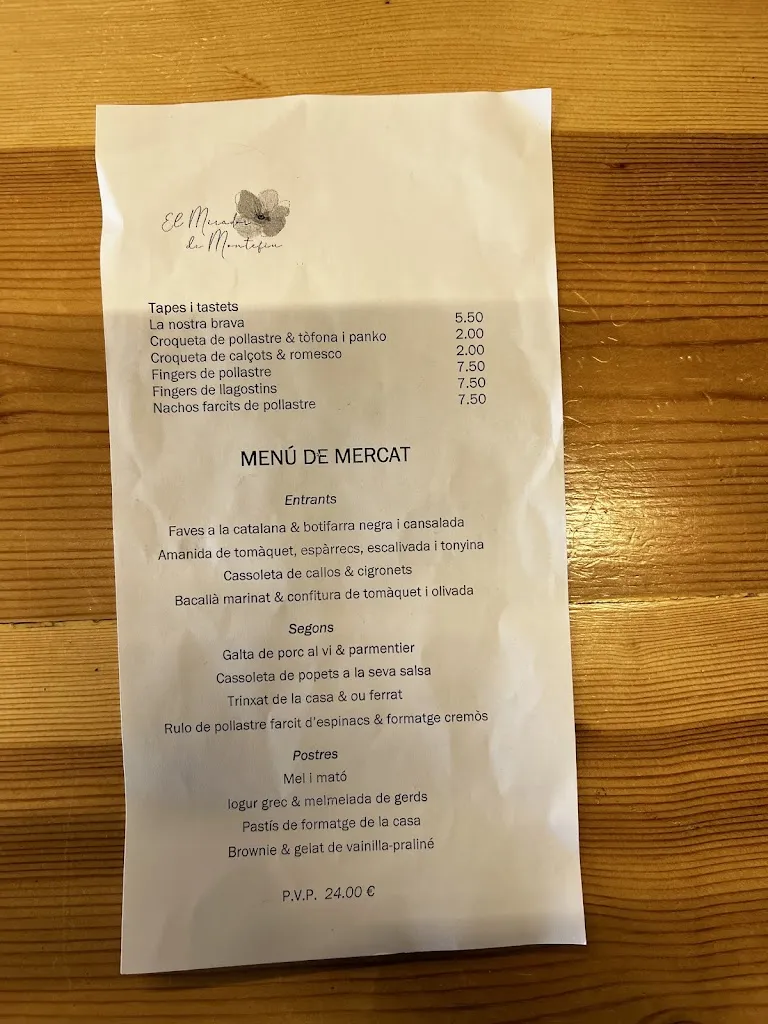 El Mirador
de Montefiu
Tapes i tastets
La nostra brava 5.50
Croqueta de pollastre & tòfona i panko 2.00
Croqueta de calçots & romesco 2.00
Fingers de pollastre 7.50
Fingers de llagostins 7.50
Nachos farcits de pollastre 7.50
MENÚ DE MERCAT
Entrants
Faves a la catalana & botifarra negra i cansalada
Amanida de tomàquet, espàrrecs, escalivada i tonyina
Cassoleta de callos & cigronets
Bacallà marinat & confitura de tomàquet i olivada
Segons
Galta de porc al vi & parmentier
Cassoleta de popets a la seva salsa
Trinxat de la casa & ou ferrat
Rulo de pollastre farcit d'espinacs & formatge cremòs
Postres
Mel i mató
Iogur grec & melmelada de gerds
Pastís de formatge de la casa
Brownie & gelat de vainilla-praliné
P.V.P. 24.00 €